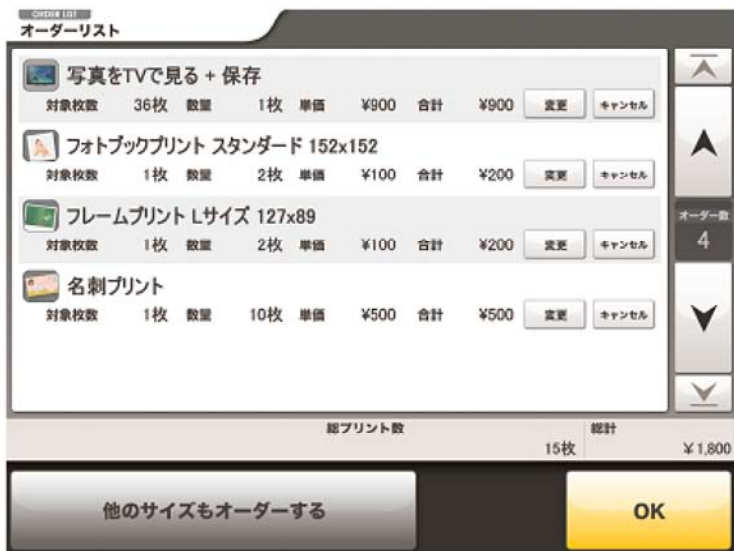 ORDER LIST
オーダーリスト
写真をTVで見る + 保存
対象枚数 36枚 数量 1枚 単価 ¥900 合計 ¥900 変更 キャンセル
フォトブックプリント スタンダード 152x152
対象枚数 1枚 数量 2枚 単価 ¥100 合計 ¥200 変更 キャンセル
フレームプリント Lサイズ 127x89
対象枚数 1枚 数量 2枚 単価 ¥100 合計 ¥200 変更 キャンセル
名刺プリント
対象枚数 1枚 数量 10枚 単価 ¥500 合計 ¥500 変更 キャンセル
オーダー数
4
総プリント数 総計
15枚 ¥1,800
他のサイズもオーダーする OK